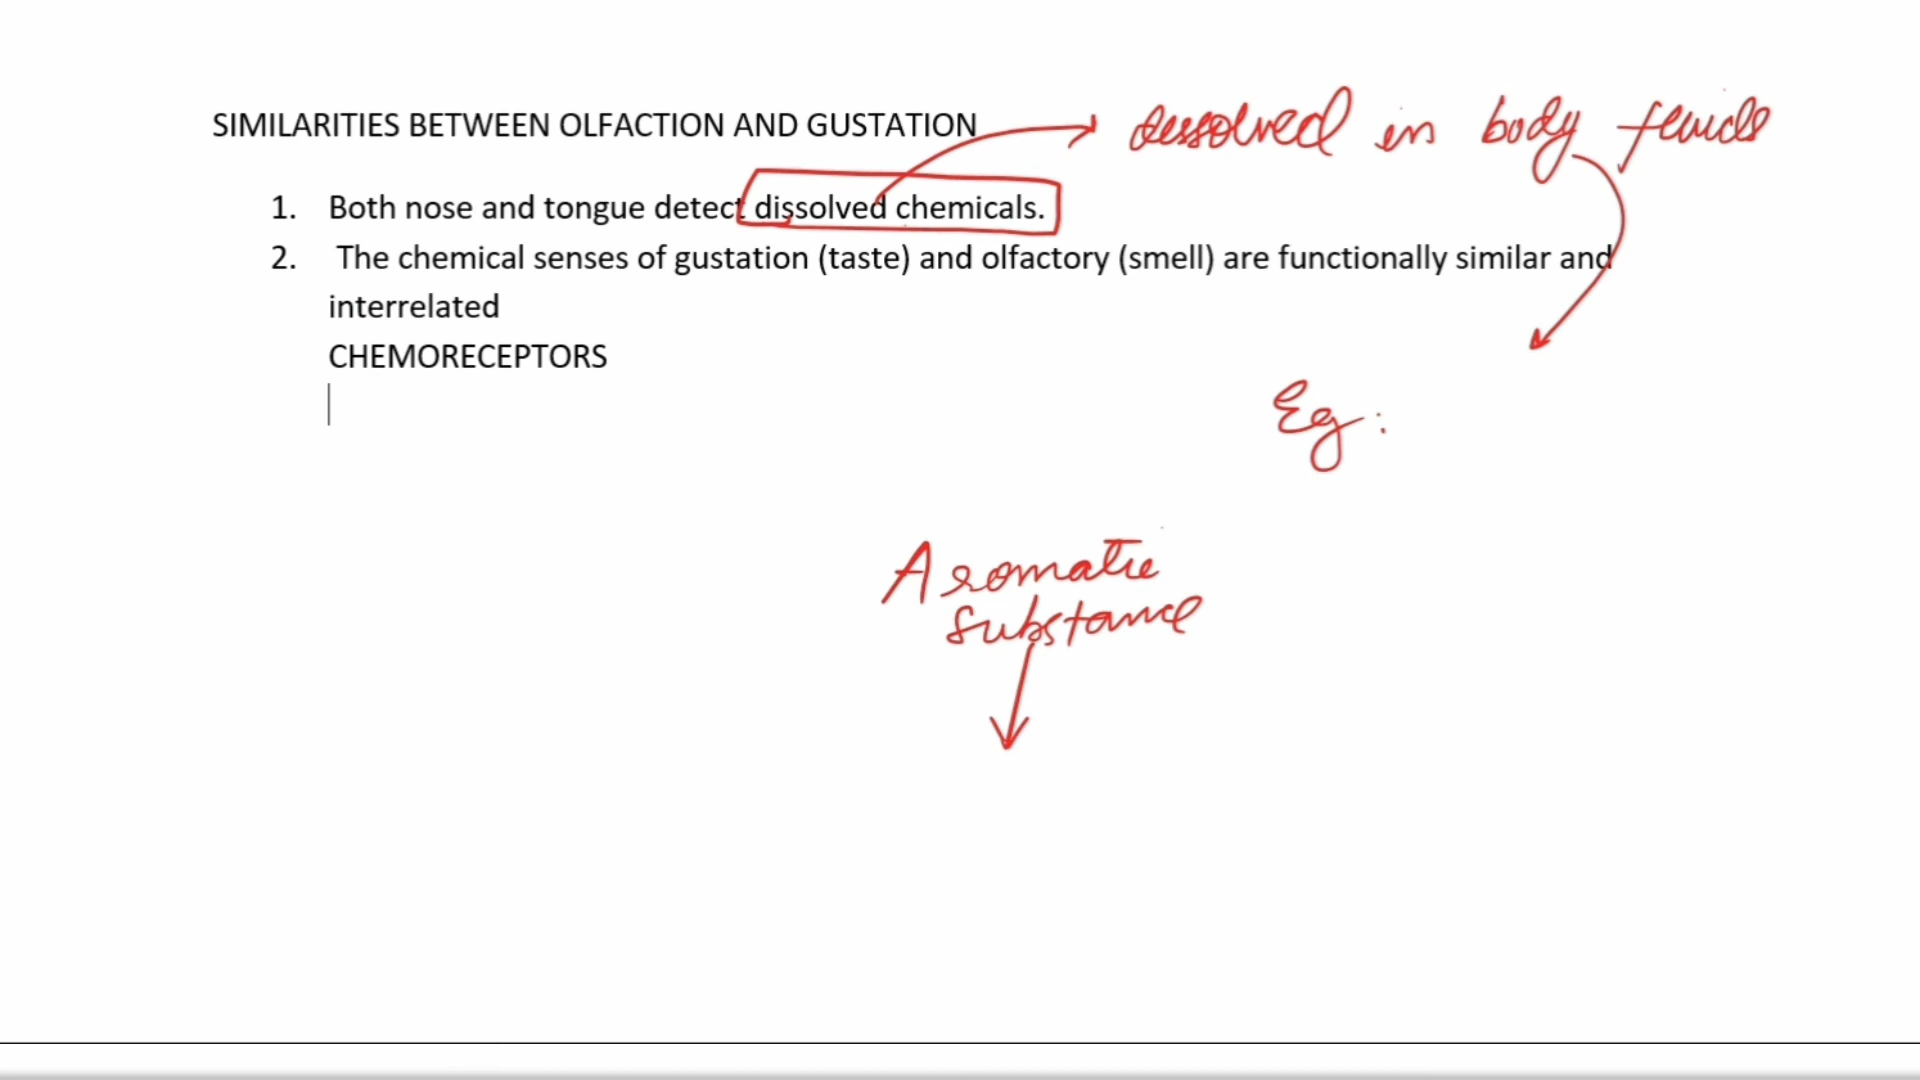 SIMILARITIES BETWEEN OLFACTION AND GUSTATION
dissolved in body fluids
1. Both nose and tongue detect dissolved chemicals.
2. The chemical senses of gustation (taste) and olfactory (smell) are functionally similar and
interrelated
CHEMORECEPTORS
Eg:
Aromatic
Substance